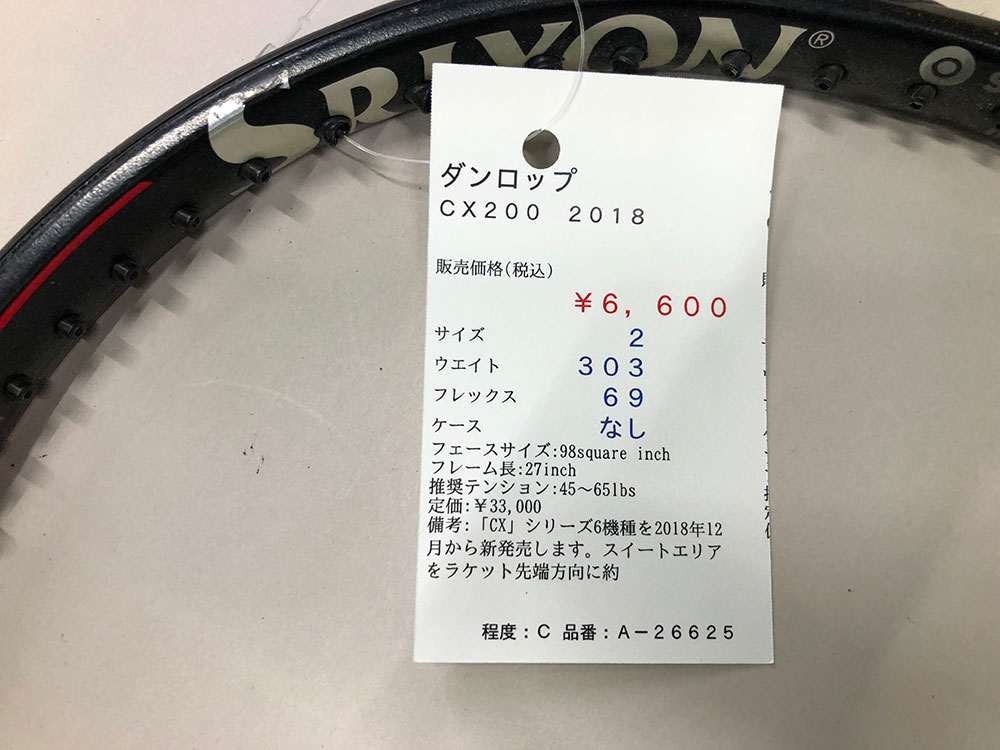 SRIXON®
ダンロップ
CX200 2018
販売価格(税込)
¥6,600
サイズ 2
ウエイト 303
フレックス 69
ケース なし
フェースサイズ:98square inch
フレーム長:27inch
推奨テンション:45～65lbs
定価:¥33,000
備考:「CX」シリーズ6機種を2018年12
月から新発売します。スイートエリア
をラケット先端方向に約
程度:C 品番:A－26625